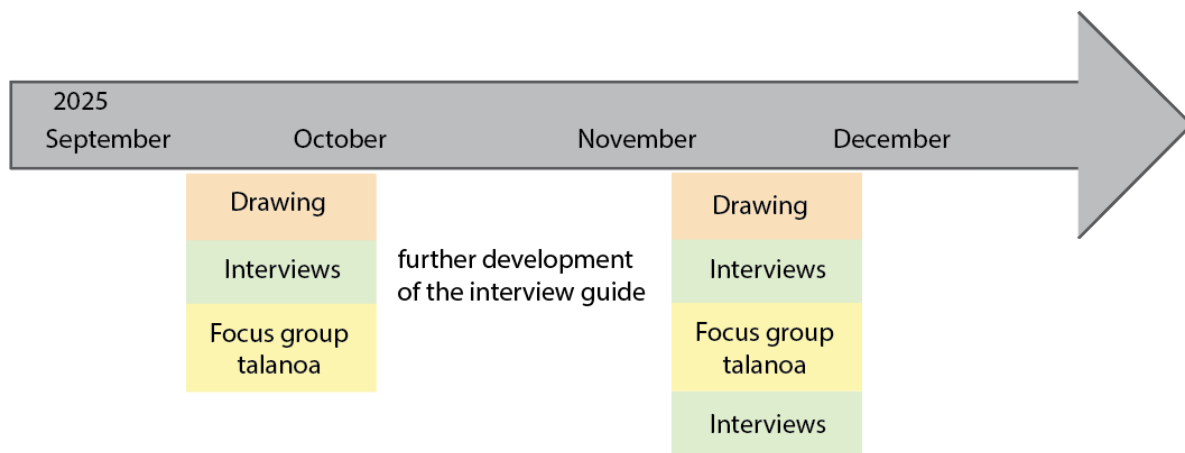 2025
September October November December
Drawing
Interviews
Focus group
talanoa
further development
of the interview guide
Drawing
Interviews
Focus group
talanoa
Interviews